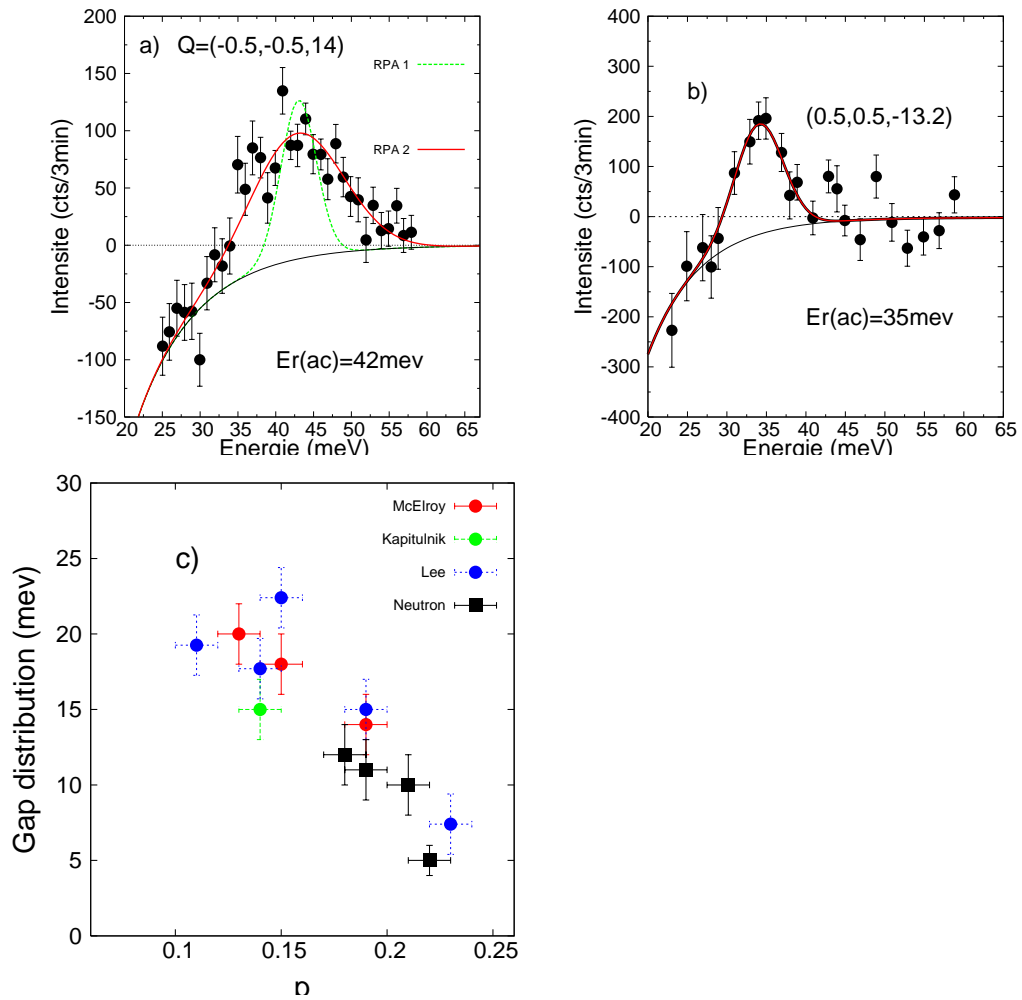 a) Q=(-0.5,-0.5,14)
RPA 1
RPA 2
Er(ac)=42mev
Intensite (cts/3min)
200
150
100
50
0
-50
-100
-150
20 25 30 35 40 45 50 55 60 65
Energie (meV)
b)
(0.5,0.5,-13.2)
Er(ac)=35mev
Intensite (cts/3min)
400
300
200
100
0
-100
-200
-300
-400
20 25 30 35 40 45 50 55 60 65
Energie (meV)
c)
McElroy
Kapitulnik
Lee
Neutron
Gap distribution (mev)
30
25
20
15
10
5
0
0.1 0.15 0.2 0.25
p